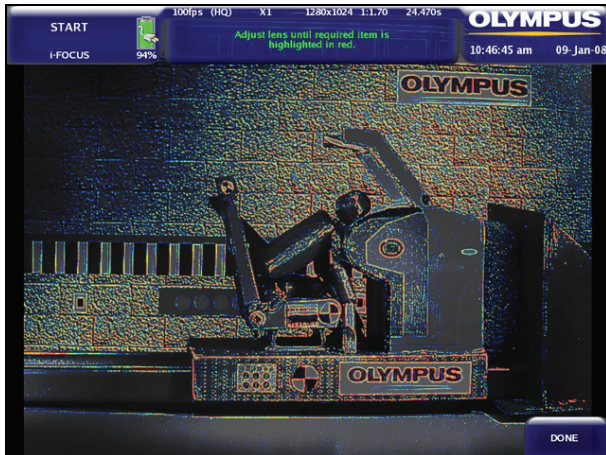 START
i-FOCUS
94%
100fps (HQ) X1 1280x1024 1:1.70 24.470s
Adjust lens until required item is
highlighted in red.
OLYMPUS
10:46:45 am 09-Jan-08
OLYMPUS
OLYMPUS
DONE